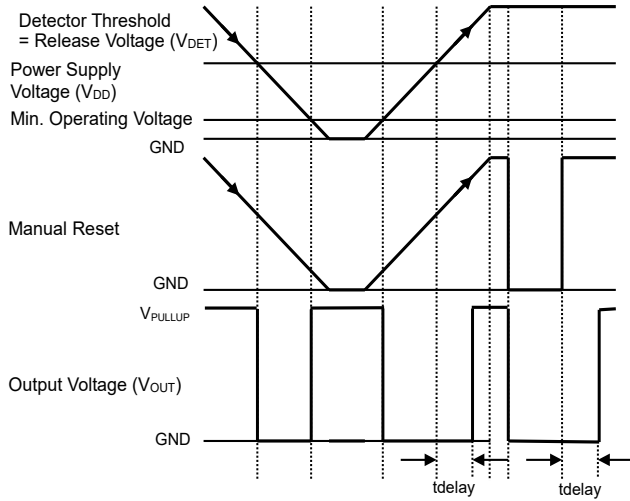 Detector Threshold
= Release Voltage (VDET)
Power Supply
Voltage (VDD)
Min. Operating Voltage
GND
Manual Reset
GND
VPULLUP
Output Voltage (VOUT)
GND
tdelay
tdelay